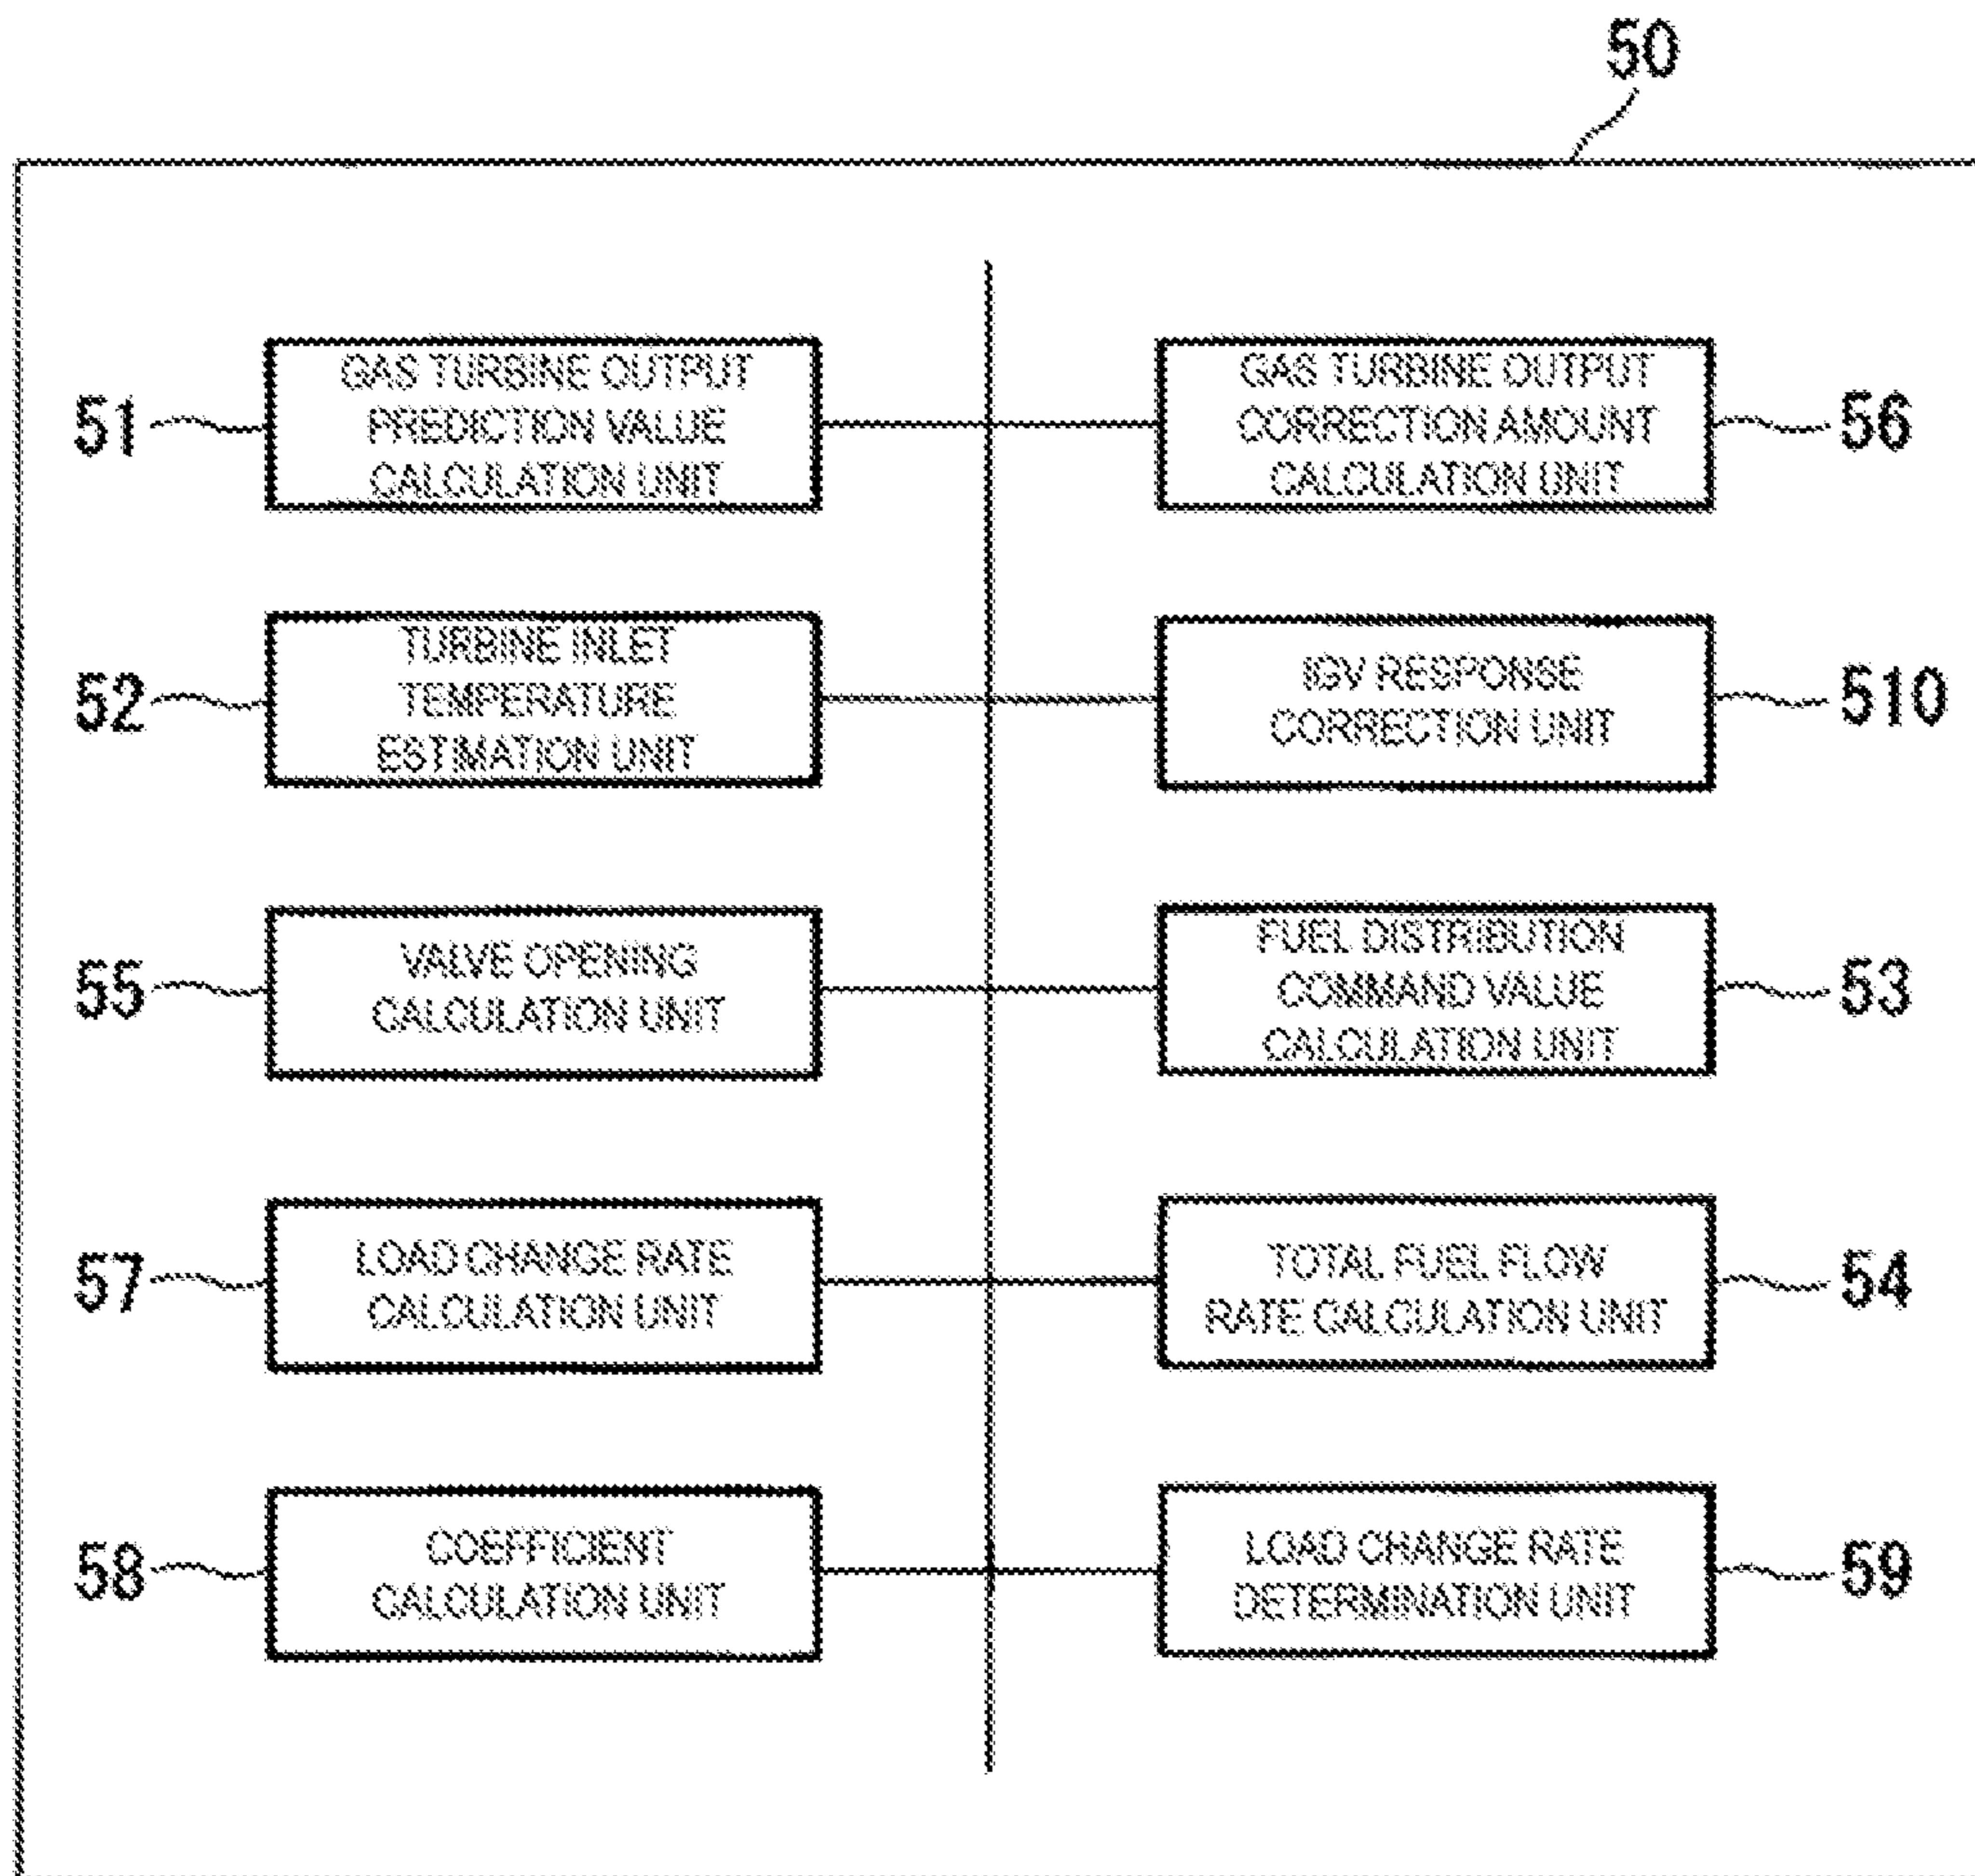 50
51
GAS TURBINE OUTPUT
PREDICTION VALUE
CALCULATION UNIT
GAS TURBINE OUTPUT
CORRECTION AMOUNT
CALCULATION UNIT
56
52
TURBINE INLET
TEMPERATURE
ESTIMATION UNIT
IGV RESPONSE
CORRECTION UNIT
510
55
VALVE OPENING
CALCULATION UNIT
FUEL DISTRIBUTION
COMMAND VALUE
CALCULATION UNIT
53
57
LOAD CHANGE RATE
CALCULATION UNIT
TOTAL FUEL FLOW
RATE CALCULATION UNIT
54
58
COEFFICIENT
CALCULATION UNIT
LOAD CHANGE RATE
DETERMINATION UNIT
59